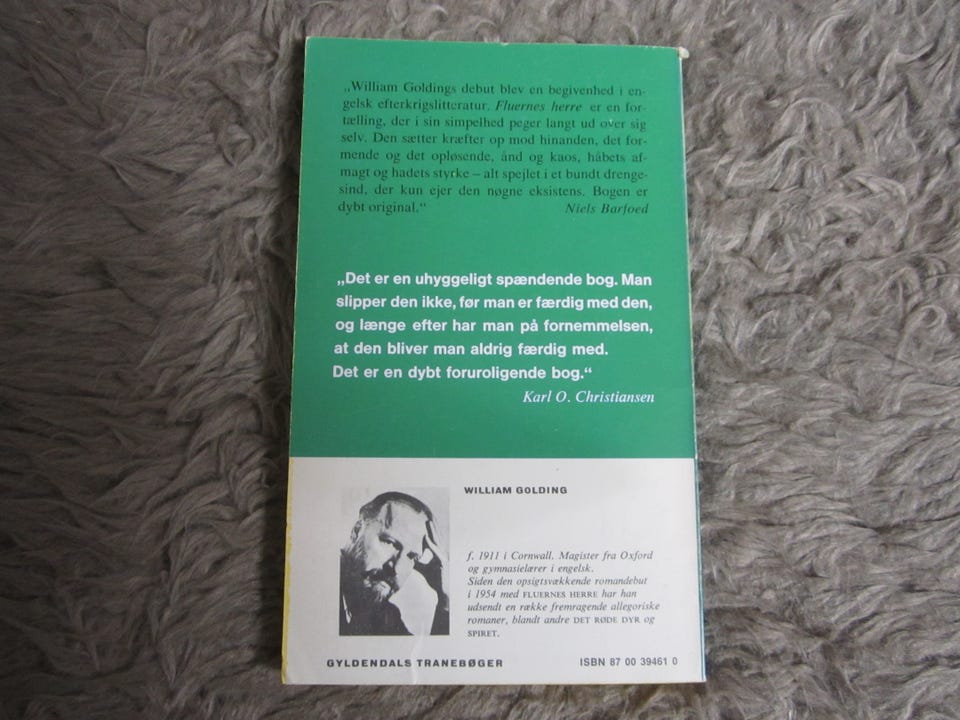 „William Goldings debut blev en begivenhed i en-
gelsk efterkrigslitteratur. Fluernes herre er en for-
tælling, der i sin simpelhed peger langt ud over sig
selv. Den sætter kræfter op mod hinanden, det for-
mende og det opløsende, ånd og kaos, håbets af-
magt og hadets styrke – alt spejlet i et bundt drenge-
sind, der kun ejer den nøgne eksistens. Bogen er
dybt original.“ Niels Barfoed
„Det er en uhyggeligt spændende bog. Man
slipper den ikke, før man er færdig med den,
og længe efter har man på fornemmelsen,
at den bliver man aldrig færdig med.
Det er en dybt foruroligende bog.“
Karl O. Christiansen
WILLIAM GOLDING
f. 1911 i Cornwall. Magister fra Oxford
og gymnasielærer i engelsk.
Siden den opsigtsvækkende romandebut
i 1954 med FLUERNES HERRE har han
udsendt en række fremragende allegoriske
romaner, blandt andre DET RØDE DYR og
SPIRET.
GYLDENDALS TRANEBØGER ISBN 87 00 39461 0